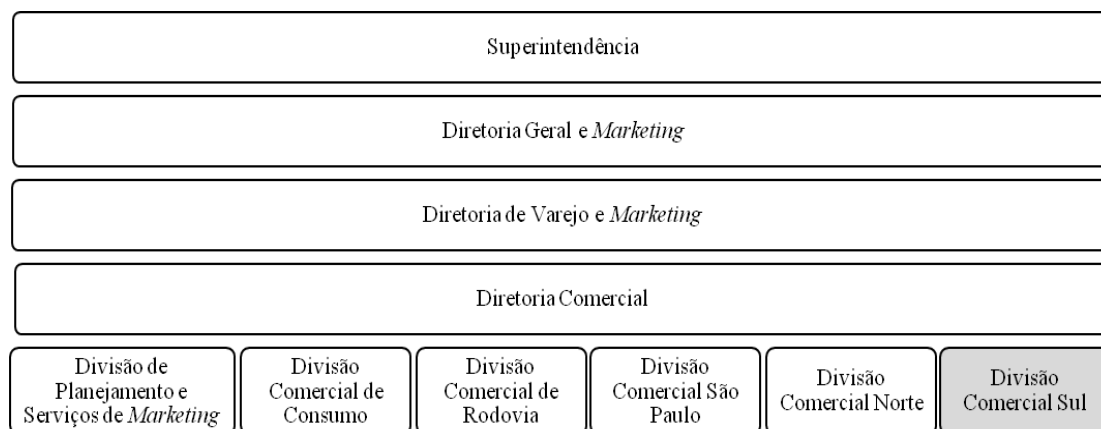 Superintendência
Diretoria Geral e Marketing
Diretoria de Varejo e Marketing
Diretoria Comercial
Divisão de
Planejamento e
Serviços de Marketing
Divisão
Comercial de
Consumo
Divisão
Comercial de
Rodovia
Divisão
Comercial São
Paulo
Divisão
Comercial Norte
Divisão
Comercial Sul